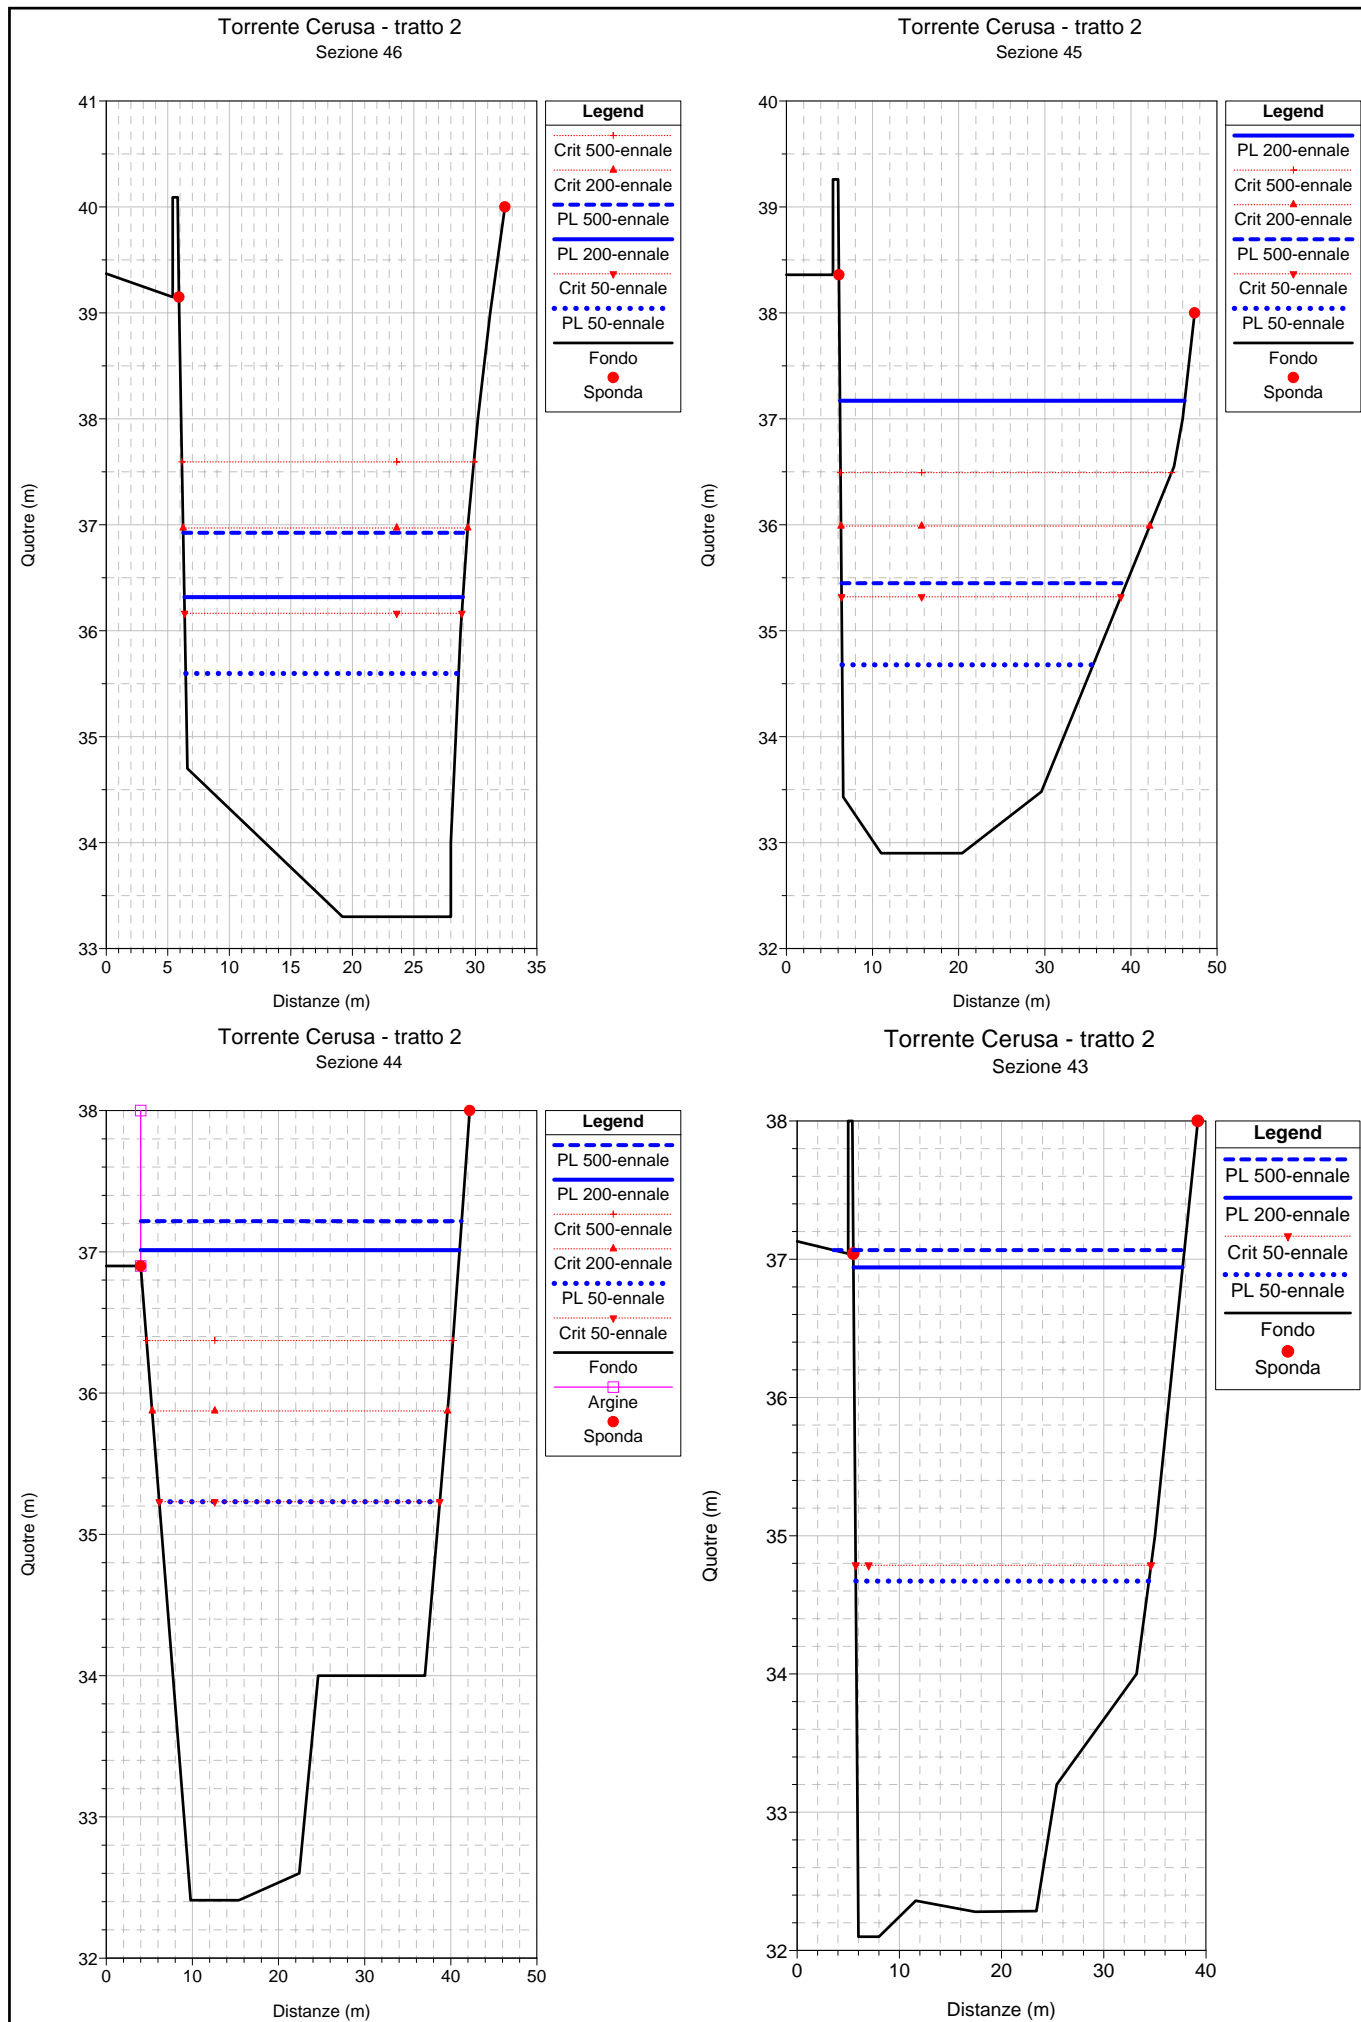 Torrente Cerusa - tratto 2
Sezione 46
41
40
39
38
37
36
35
34
33
0 5 10 15 20 25 30 35
Quotre (m)
Distanze (m)
Legend
Crit 500-ennale
Crit 200-ennale
PL 500-ennale
PL 200-ennale
Crit 50-ennale
PL 50-ennale
Fondo
Sponda
Torrente Cerusa - tratto 2
Sezione 45
40
39
38
37
36
35
34
33
32
0 10 20 30 40 50
Quotre (m)
Distanze (m)
Legend
PL 200-ennale
Crit 500-ennale
Crit 200-ennale
PL 500-ennale
Crit 50-ennale
PL 50-ennale
Fondo
Sponda
Torrente Cerusa - tratto 2
Sezione 44
38
37
36
35
34
33
32
0 10 20 30 40 50
Quotre (m)
Distanze (m)
Legend
PL 500-ennale
PL 200-ennale
Crit 500-ennale
Crit 200-ennale
PL 50-ennale
Crit 50-ennale
Fondo
Argine
Sponda
Torrente Cerusa - tratto 2
Sezione 43
38
37
36
35
34
33
32
0 10 20 30 40
Quotre (m)
Distanze (m)
Legend
PL 500-ennale
PL 200-ennale
Crit 50-ennale
PL 50-ennale
Fondo
Sponda